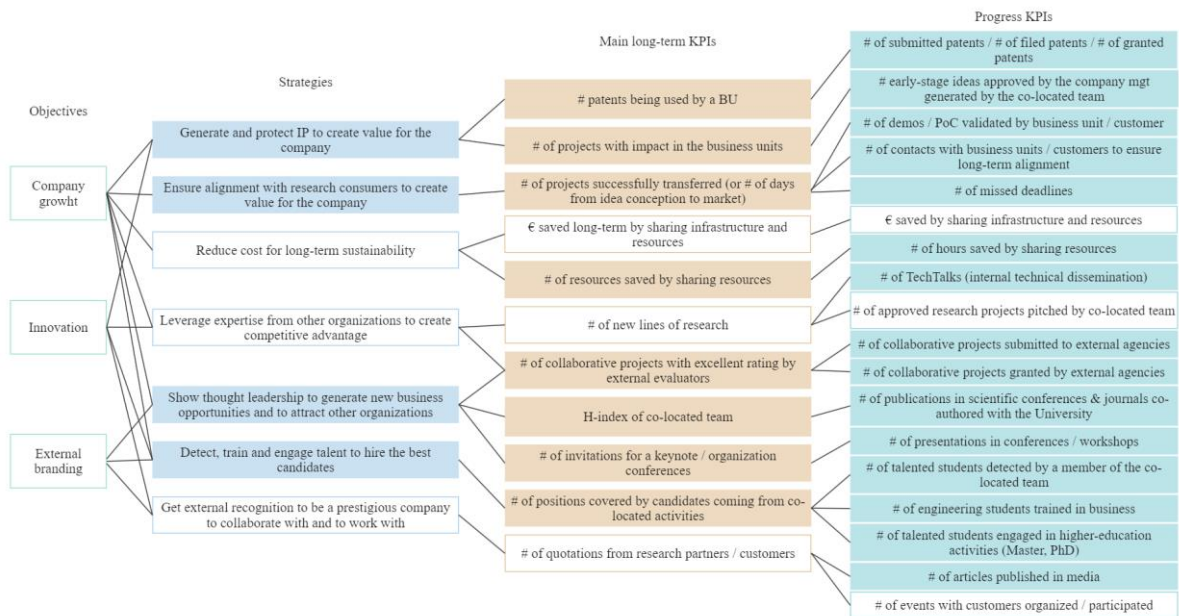 Objectives
Company
growht
Innovation
External
branding
Strategies
Generate and protect IP to create value for the
company
Ensure alignment with research consumers to create
value for the company
Reduce cost for long-term sustainability
Leverage expertise from other organizations to create
competitive advantage
Show thought leadership to generate new business
opportunities and to attract other organizations
Detect, train and engage talent to hire the best
candidates
Get external recognition to be a prestigious company
to collaborate with and to work with
Main long-term KPIs
# patents being used by a BU
# of projects with impact in the business units
# of projects successfully transferred (or # of days
from idea conception to market)
€ saved long-term by sharing infrastructure and
resources
# of resources saved by sharing resources
# of new lines of research
# of collaborative projects with excellent rating by
external evaluators
H-index of co-located team
# of invitations for a keynote / organization
conferences
# of positions covered by candidates coming from co-
located activities
# of quotations from research partners / customers
Progress KPIs
# of submitted patents / # of filed patents / # of granted
patents
# early-stage ideas approved by the company mgt
generated by the co-located team
# of demos / PoC validated by business unit / customer
# of contacts with business units / customers to ensure
long-term alignment
# of missed deadlines
€ saved by sharing infrastructure and resources
# of hours saved by sharing resources
# of TechTalks (internal technical dissemination)
# of approved research projects pitched by co-located team
# of collaborative projects submitted to external agencies
# of collaborative projects granted by external agencies
# of publications in scientific conferences & journals co-
authored with the University
# of presentations in conferences / workshops
# of talented students detected by a member of the co-
located team
# of engineering students trained in business
# of talented students engaged in higher-education
activities (Master, PhD)
# of articles published in media
# of events with customers organized / participated